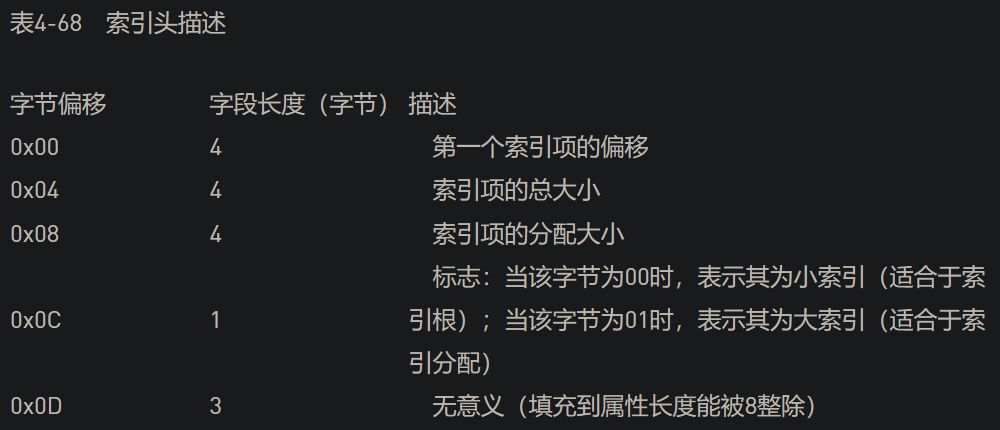 表4-68 索引头描述
字节偏移 字段长度（字节） 描述
0x00 4 第一个索引项的偏移
0x04 4 索引项的总大小
0x08 4 索引项的分配大小
标志：当该字节为00时，表示其为小索引（适合于索
0x0C 1 引根）；当该字节为01时，表示其为大索引（适合于索
引分配）
0x0D 3 无意义（填充到属性长度能被8整除）